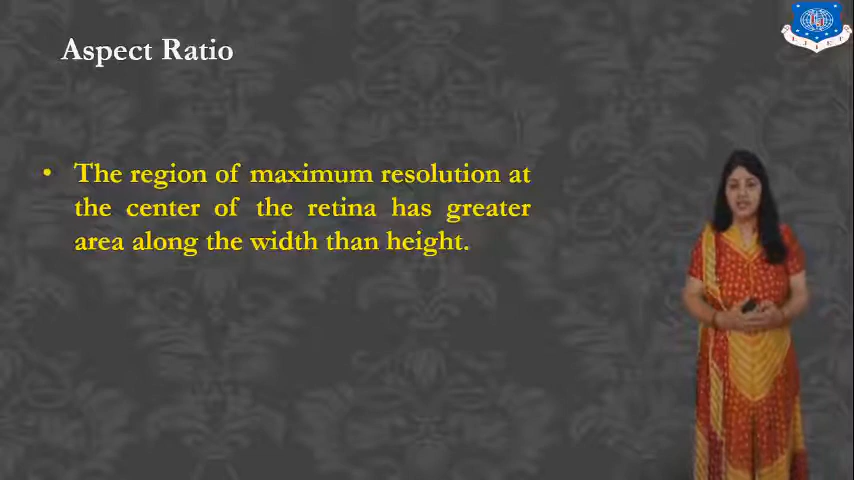 Aspect Ratio
• The region of maximum resolution at
the center of the retina has greater
area along the width than height.